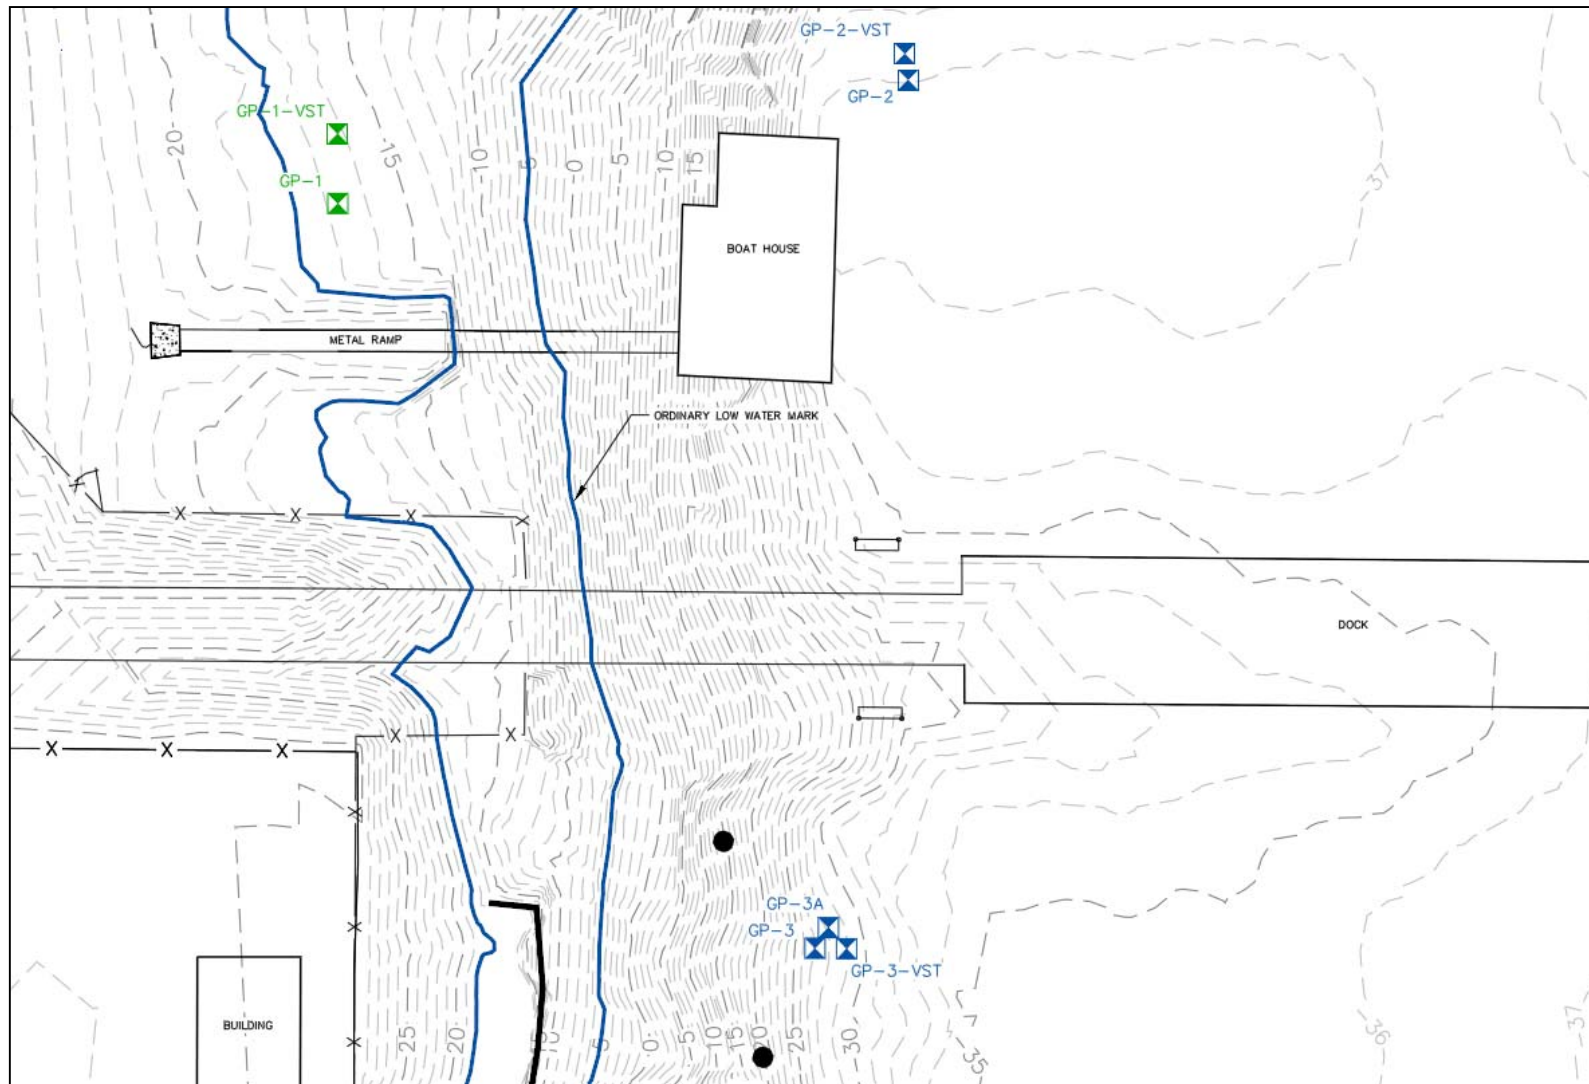 GP-2-VST
GP-2
GP-1-VST
GP-1
20
15
10
5
0
5
-10
-15
-37
BOAT HOUSE
METAL RAMP
ORDINARY LOW WATER MARK
X X X X
DOCK
X X X X X
X
X
X
GP-3A
GP-3
GP-3-VST
BUILDING
25
20
10
5
0
5
10
15
20
25
30
-35
-36
-37